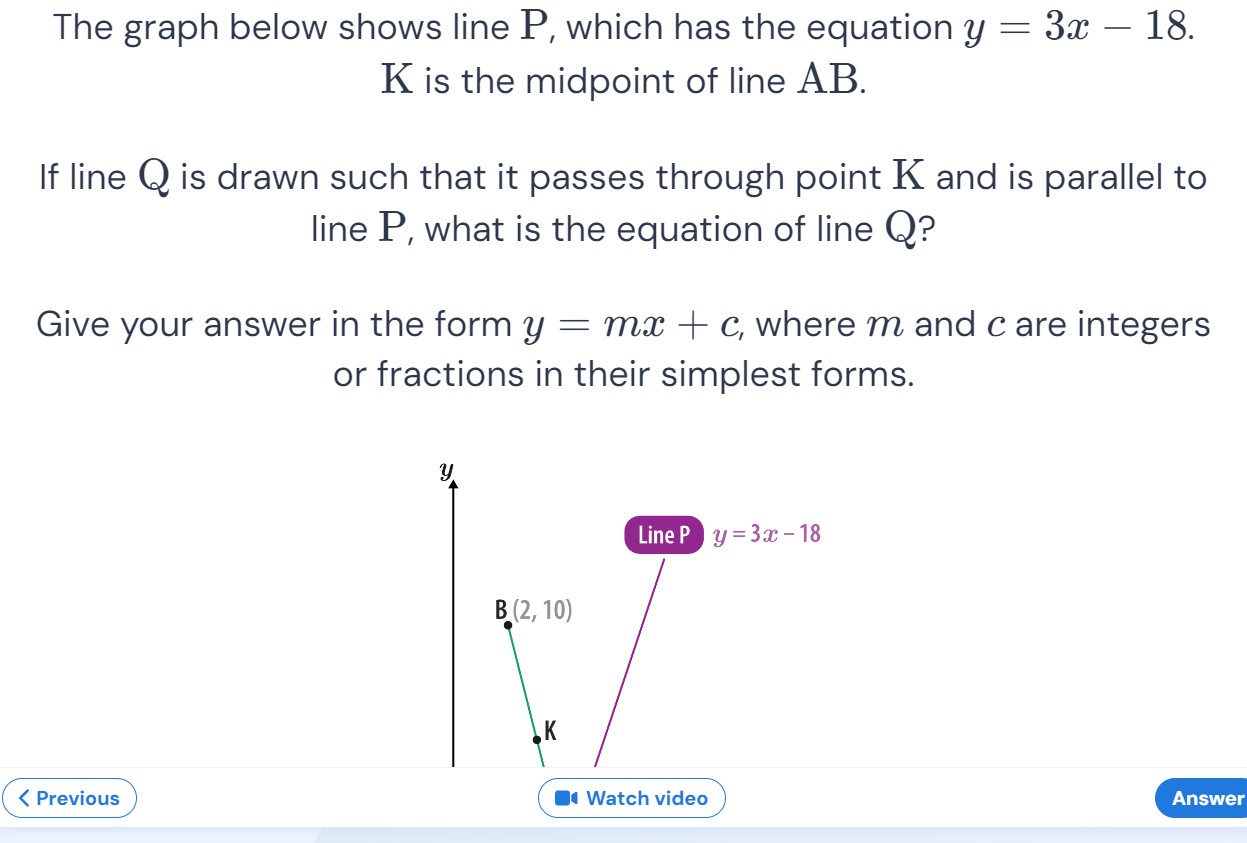 The graph below shows line P, which has the equation y = 3x − 18.
K is the midpoint of line AB.
If line Q is drawn such that it passes through point K and is parallel to
line P, what is the equation of line Q?
Give your answer in the form y = mx + c, where m and c are integers
or fractions in their simplest forms.
y
Line P y = 3x − 18
B (2, 10)
K
Previous
Watch video
Answer